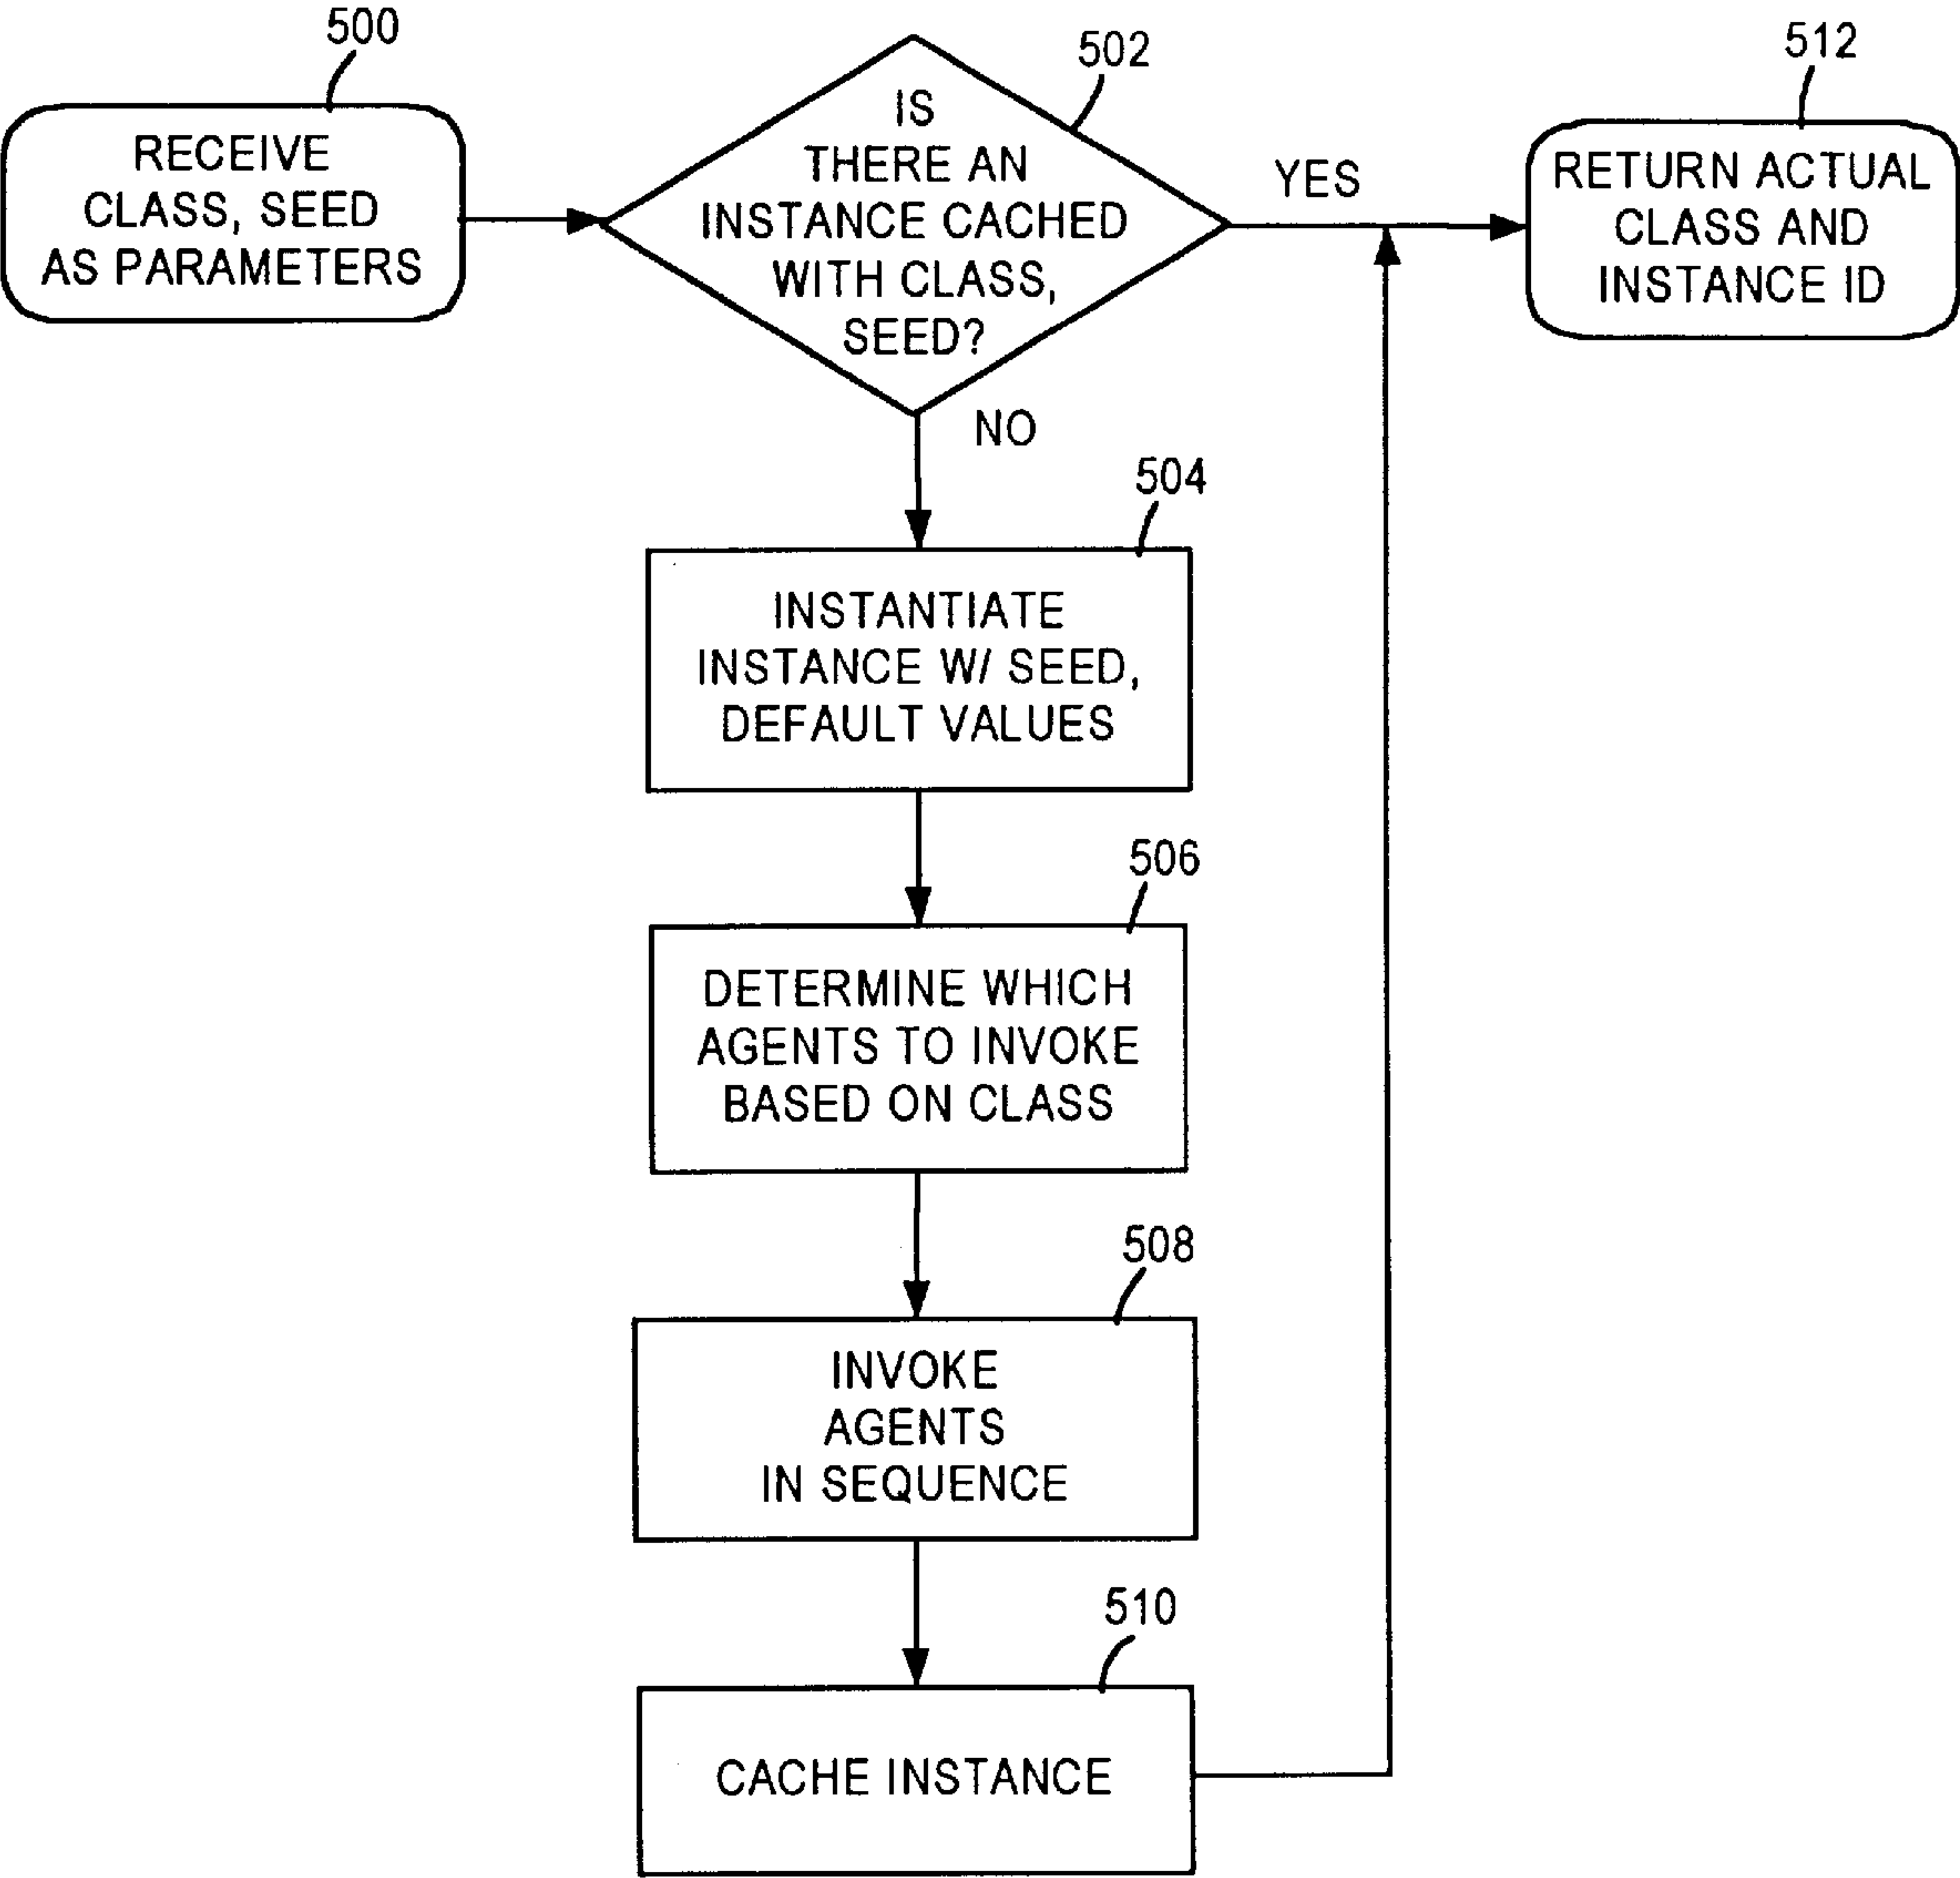 500
RECEIVE
CLASS, SEED
AS PARAMETERS
502
IS
THERE AN
INSTANCE CACHED
WITH CLASS,
SEED?
YES
512
RETURN ACTUAL
CLASS AND
INSTANCE ID
NO
504
INSTANTIATE
INSTANCE W/ SEED,
DEFAULT VALUES
506
DETERMINE WHICH
AGENTS TO INVOKE
BASED ON CLASS
508
INVOKE
AGENTS
IN SEQUENCE
510
CACHE INSTANCE